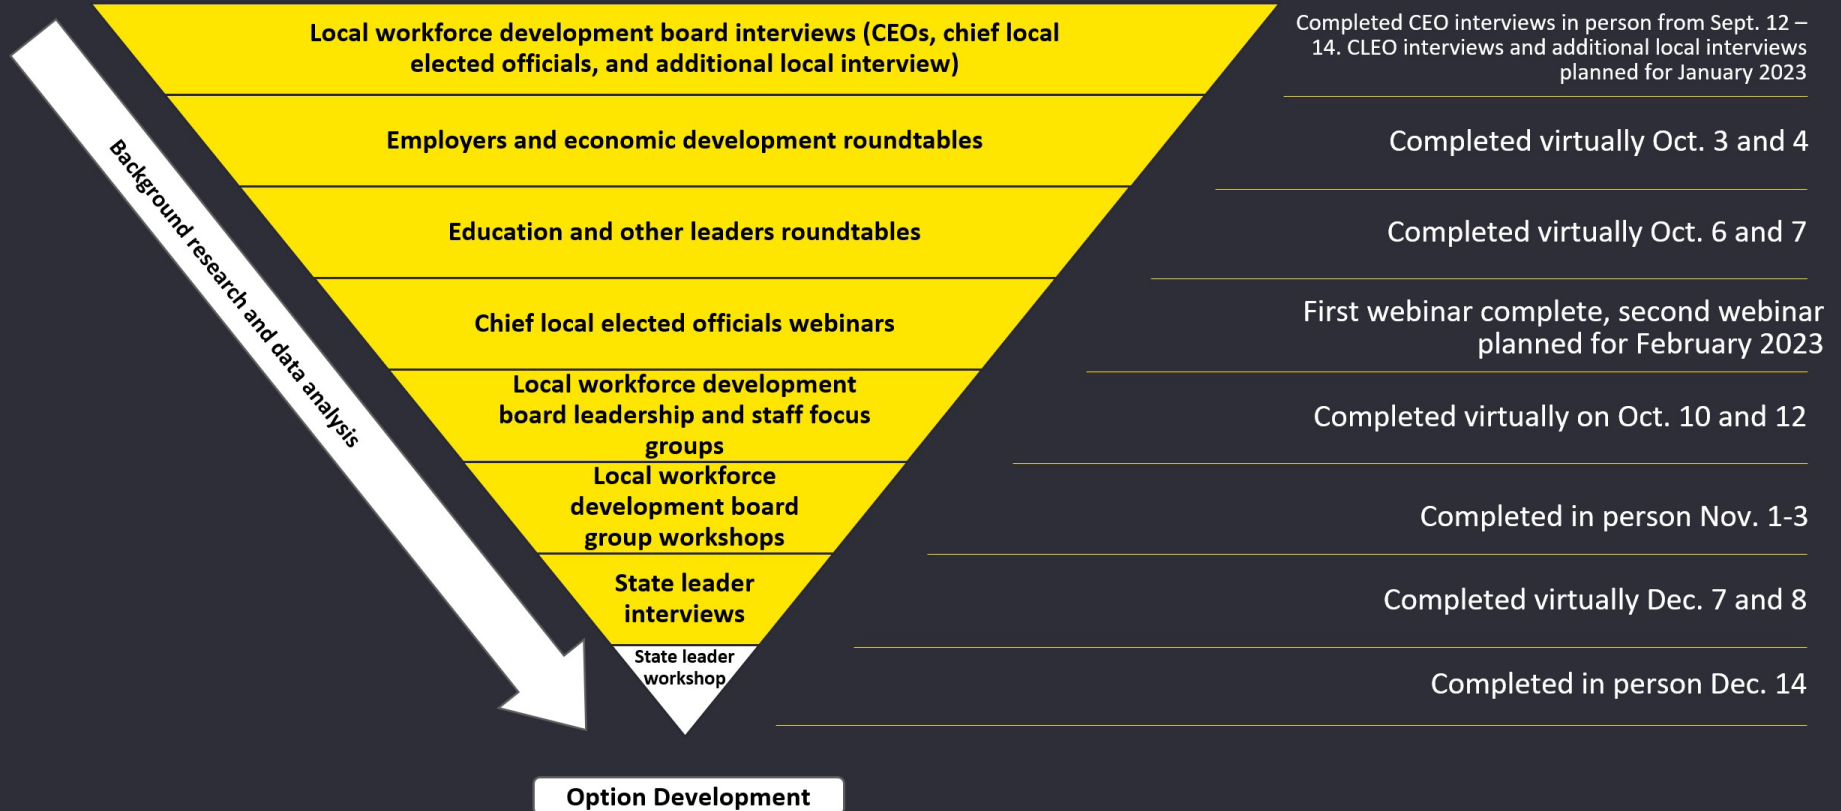 Local workforce development board interviews (CEOs, chief local
elected officials, and additional local interview)
Completed CEO interviews in person from Sept. 12 –
14. CLEO interviews and additional local interviews
planned for January 2023
Employers and economic development roundtables
Completed virtually Oct. 3 and 4
Background research and data analysis
Education and other leaders roundtables
Completed virtually Oct. 6 and 7
Chief local elected officials webinars
First webinar complete, second webinar
planned for February 2023
Local workforce development
board leadership and staff focus
groups
Completed virtually on Oct. 10 and 12
Local workforce
development board
group workshops
Completed in person Nov. 1-3
State leader
interviews
Completed virtually Dec. 7 and 8
State leader
workshop
Completed in person Dec. 14
Option Development